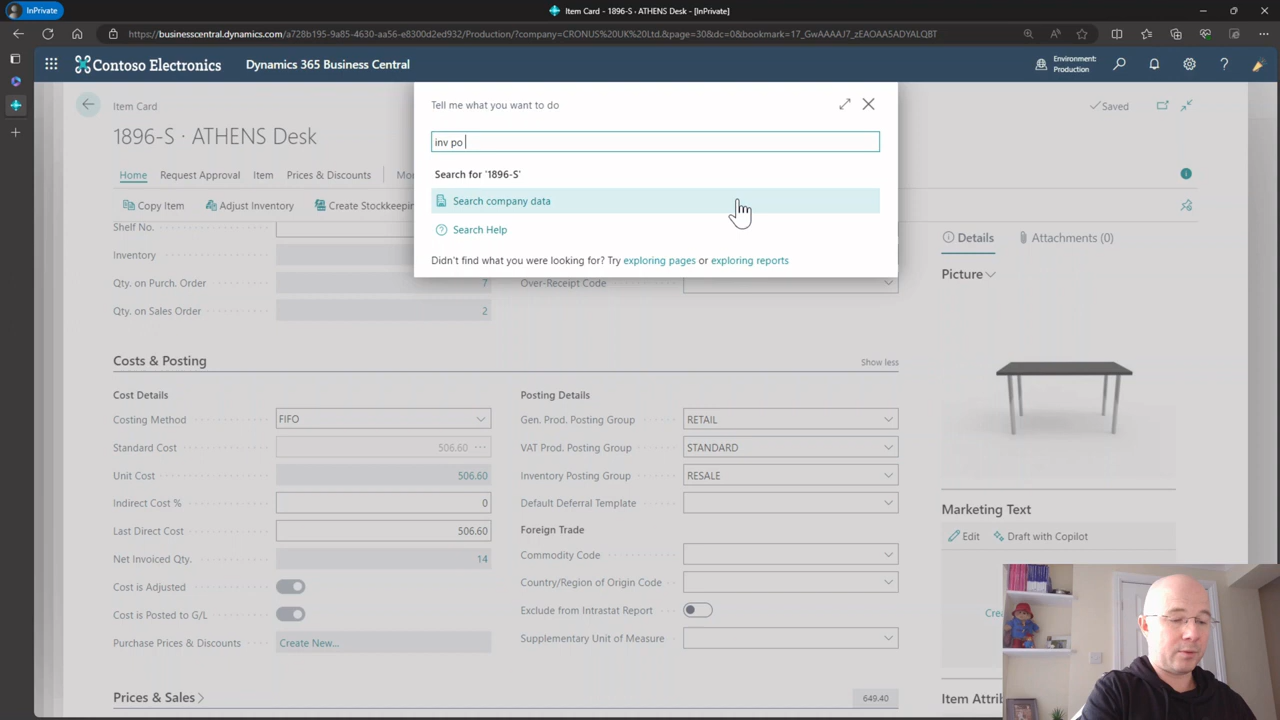 InPrivate
Item Card - 1896-S ∙ ATHENS Desk - [InPrivate]
https://businesscentral.dynamics.com/a728b195-9a85-4630-aa56-e8300d2ed932/Production/?company=CRONUS%20UK%20Ltd.&page=30&dc=0&bookmark=17_GwAAAAJ7_zEAOAA5ADYALQBT
Contoso Electronics
Dynamics 365 Business Central
Environment:
Production
Item Card
Saved
1896-S ∙ ATHENS Desk
Home
Request Approval
Item
Prices & Discounts
Copy Item
Adjust Inventory
Create Stockkeepin
Tell me what you want to do
inv po
Search for '1896-S'
Search company data
Search Help
Didn't find what you were looking for? Try exploring pages or exploring reports
Shelf No.
Inventory
Qty. on Purch. Order
7
Over-Receipt Code
Qty. on Sales Order
2
Costs & Posting
Show less
Cost Details
Costing Method
FIFO
Standard Cost
506.60
Unit Cost
506.60
Indirect Cost %
0
Last Direct Cost
506.60
Net Invoiced Qty.
14
Cost is Adjusted
Cost is Posted to G/L
Purchase Prices & Discounts
Create New...
Posting Details
Gen. Prod. Posting Group
RETAIL
VAT Prod. Posting Group
STANDARD
Inventory Posting Group
RESALE
Default Deferral Template
Foreign Trade
Commodity Code
Country/Region of Origin Code
Exclude from Intrastat Report
Supplementary Unit of Measure
Prices & Sales
649.40
Details
Attachments (0)
Picture
Marketing Text
Edit
Draft with Copilot
Item Attrib